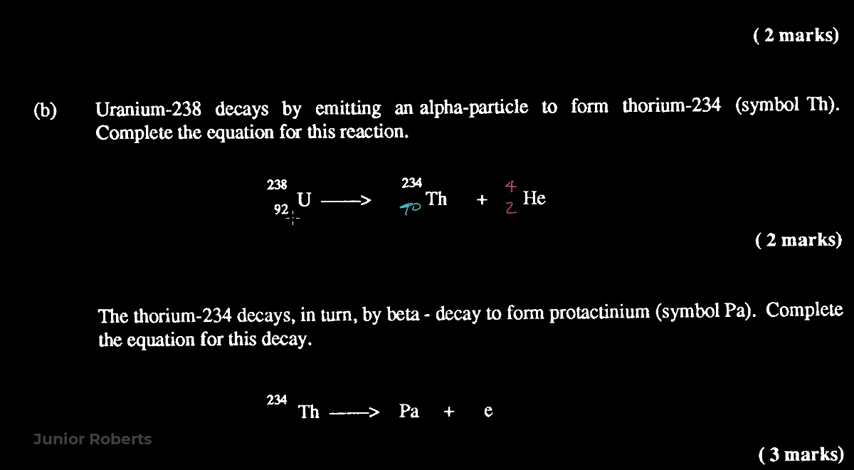 ( 2 marks)
(b) Uranium-238 decays by emitting an alpha-particle to form thorium-234 (symbol Th).
Complete the equation for this reaction.
238 234 4
U ⟶ Th + He
92 90 2
( 2 marks)
The thorium-234 decays, in turn, by beta - decay to form protactinium (symbol Pa). Complete
the equation for this decay.
234
Th ⟶ Pa + e
Junior Roberts
( 3 marks)